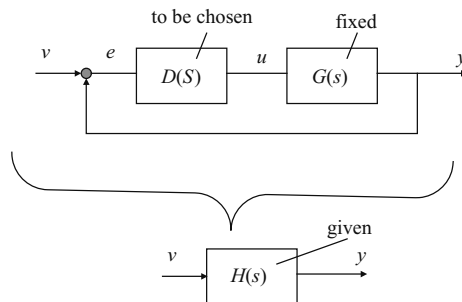 to be chosen
fixed
v
e
D(S)
u
G(s)
y
given
v
H(s)
y